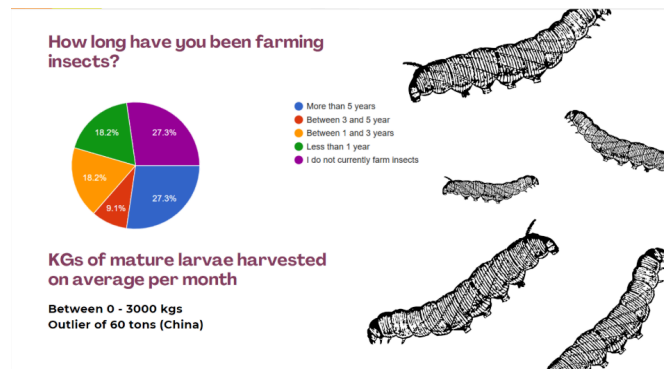 How long have you been farming
insects?
More than 5 years
Between 3 and 5 year
Between 1 and 3 years
Less than 1 year
I do not currently farm insects
18.2%
27.3%
18.2%
9.1%
27.3%
KGs of mature larvae harvested
on average per month
Between 0 - 3000 kgs
Outlier of 60 tons (China)